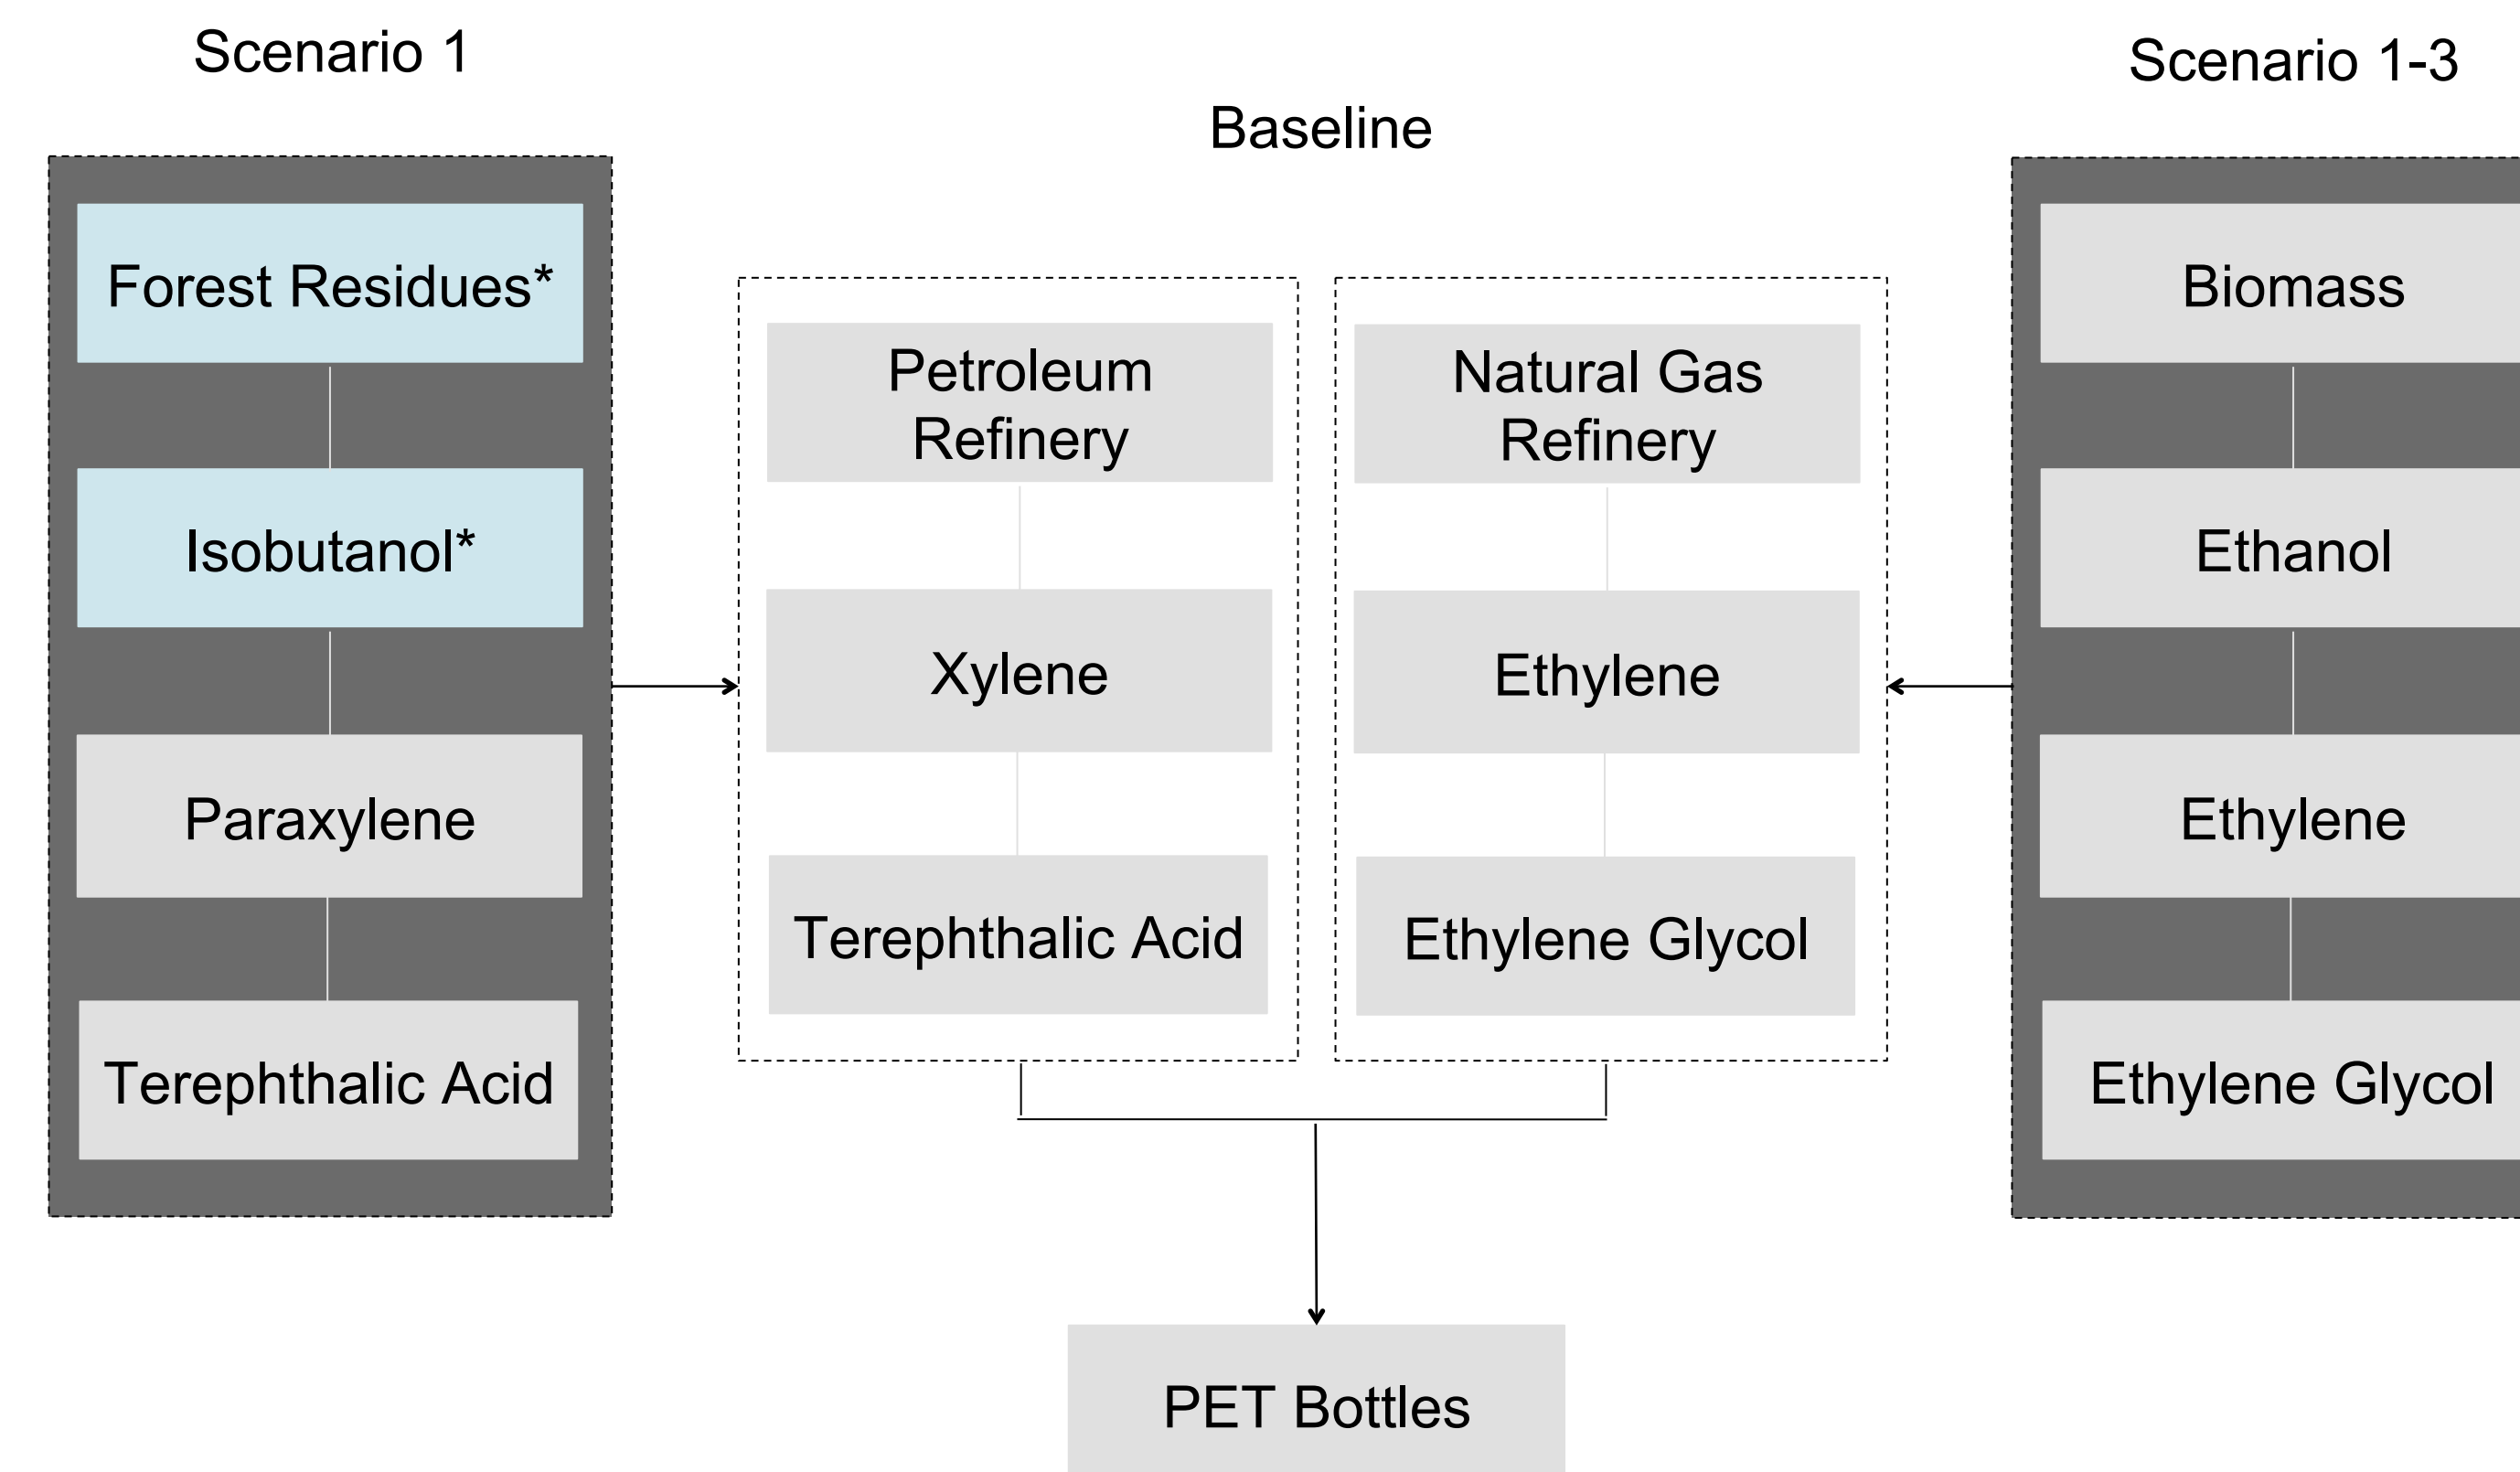 Scenario 1
Forest Residues*
Isobutanol*
Paraxylene
Terephthalic Acid
Baseline
Petroleum
Refinery
Xylene
Terephthalic Acid
Natural Gas
Refinery
Ethylene
Ethylene Glycol
Scenario 1-3
Biomass
Ethanol
Ethylene
Ethylene Glycol
PET Bottles